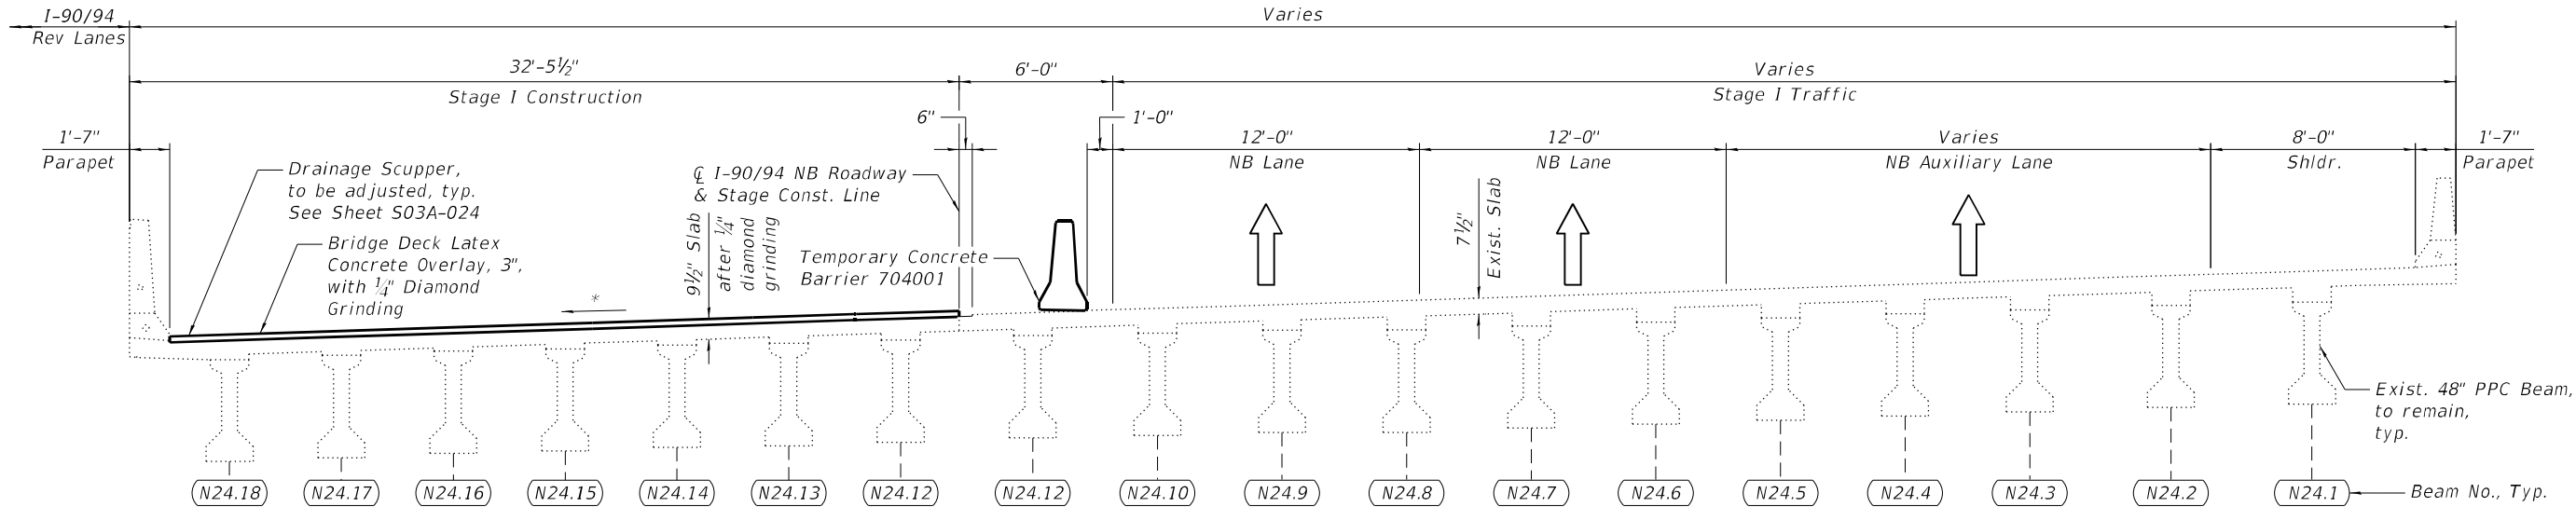 I-90/94
Rev Lanes
Varies
32'-5½"
Stage I Construction
6'-0"
Varies
Stage I Traffic
6"
1'-0"
1'-7"
Parapet
12'-0"
NB Lane
12'-0"
NB Lane
Varies
NB Auxiliary Lane
8'-0"
Shldr.
1'-7"
Parapet
Drainage Scupper,
to be adjusted, typ.
See Sheet S03A-024
Bridge Deck Latex
Concrete Overlay, 3",
with ¼" Diamond
Grinding
*
℄ I-90/94 NB Roadway
& Stage Const. Line
9½" Slab
after ¼"
diamond
grinding
Temporary Concrete
Barrier 704001
7½"
Exist. Slab
Exist. 48" PPC Beam,
to remain,
typ.
N24.18
N24.17
N24.16
N24.15
N24.14
N24.13
N24.12
N24.12
N24.10
N24.9
N24.8
N24.7
N24.6
N24.5
N24.4
N24.3
N24.2
N24.1
Beam No., Typ.